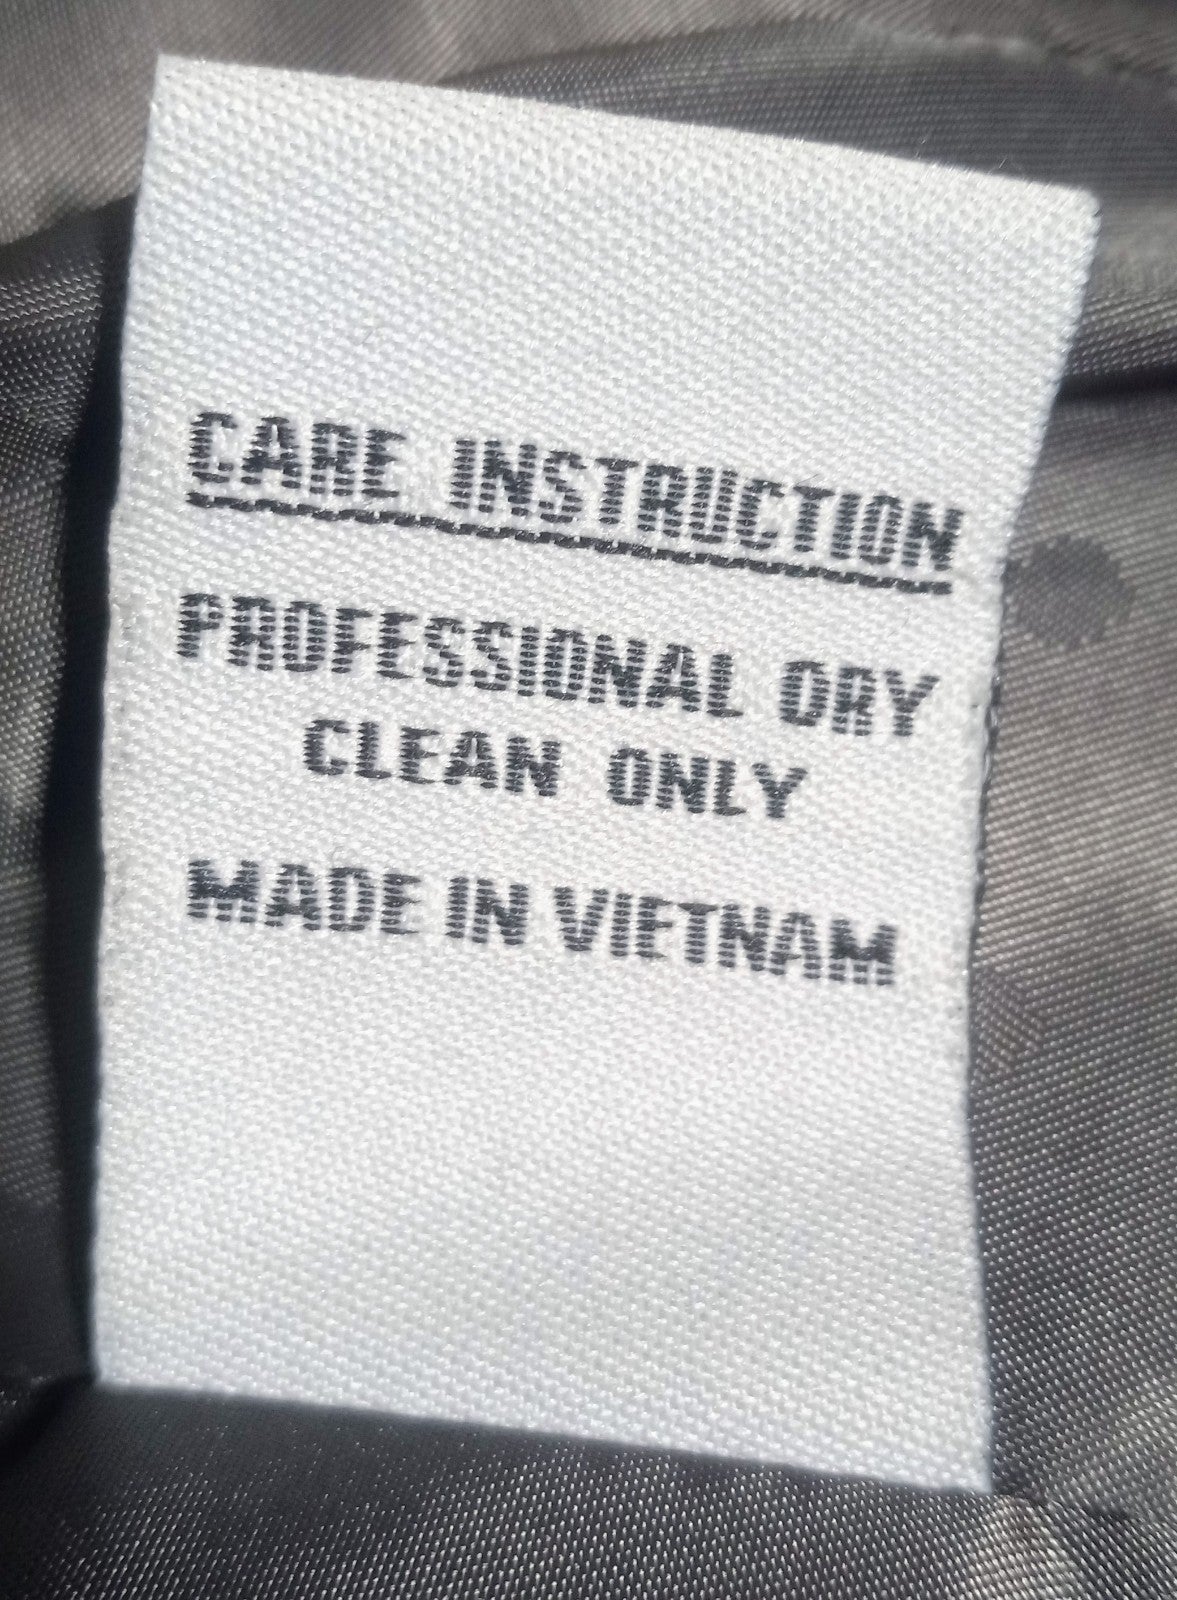 CARE INSTRUCTION
PROFESSIONAL DRY
CLEAN ONLY
MADE IN VIETNAM